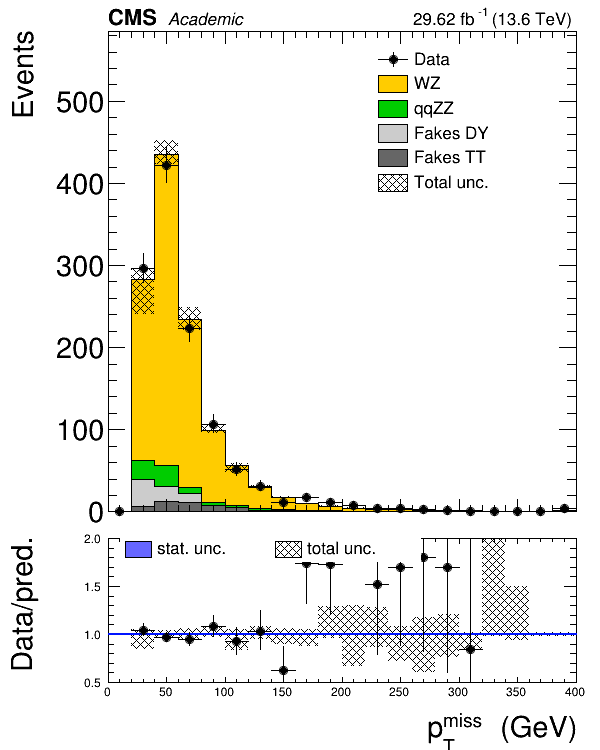 CMS Academic 29.62 fb⁻¹ (13.6 TeV)
Events
500
400
300
200
100
0
Data
WZ
qqZZ
Fakes DY
Fakes TT
Total unc.
Data/pred.
2.0
1.5
1.0
0.5
stat. unc.
total unc.
0 50 100 150 200 250 300 350 400
p_T^miss (GeV)